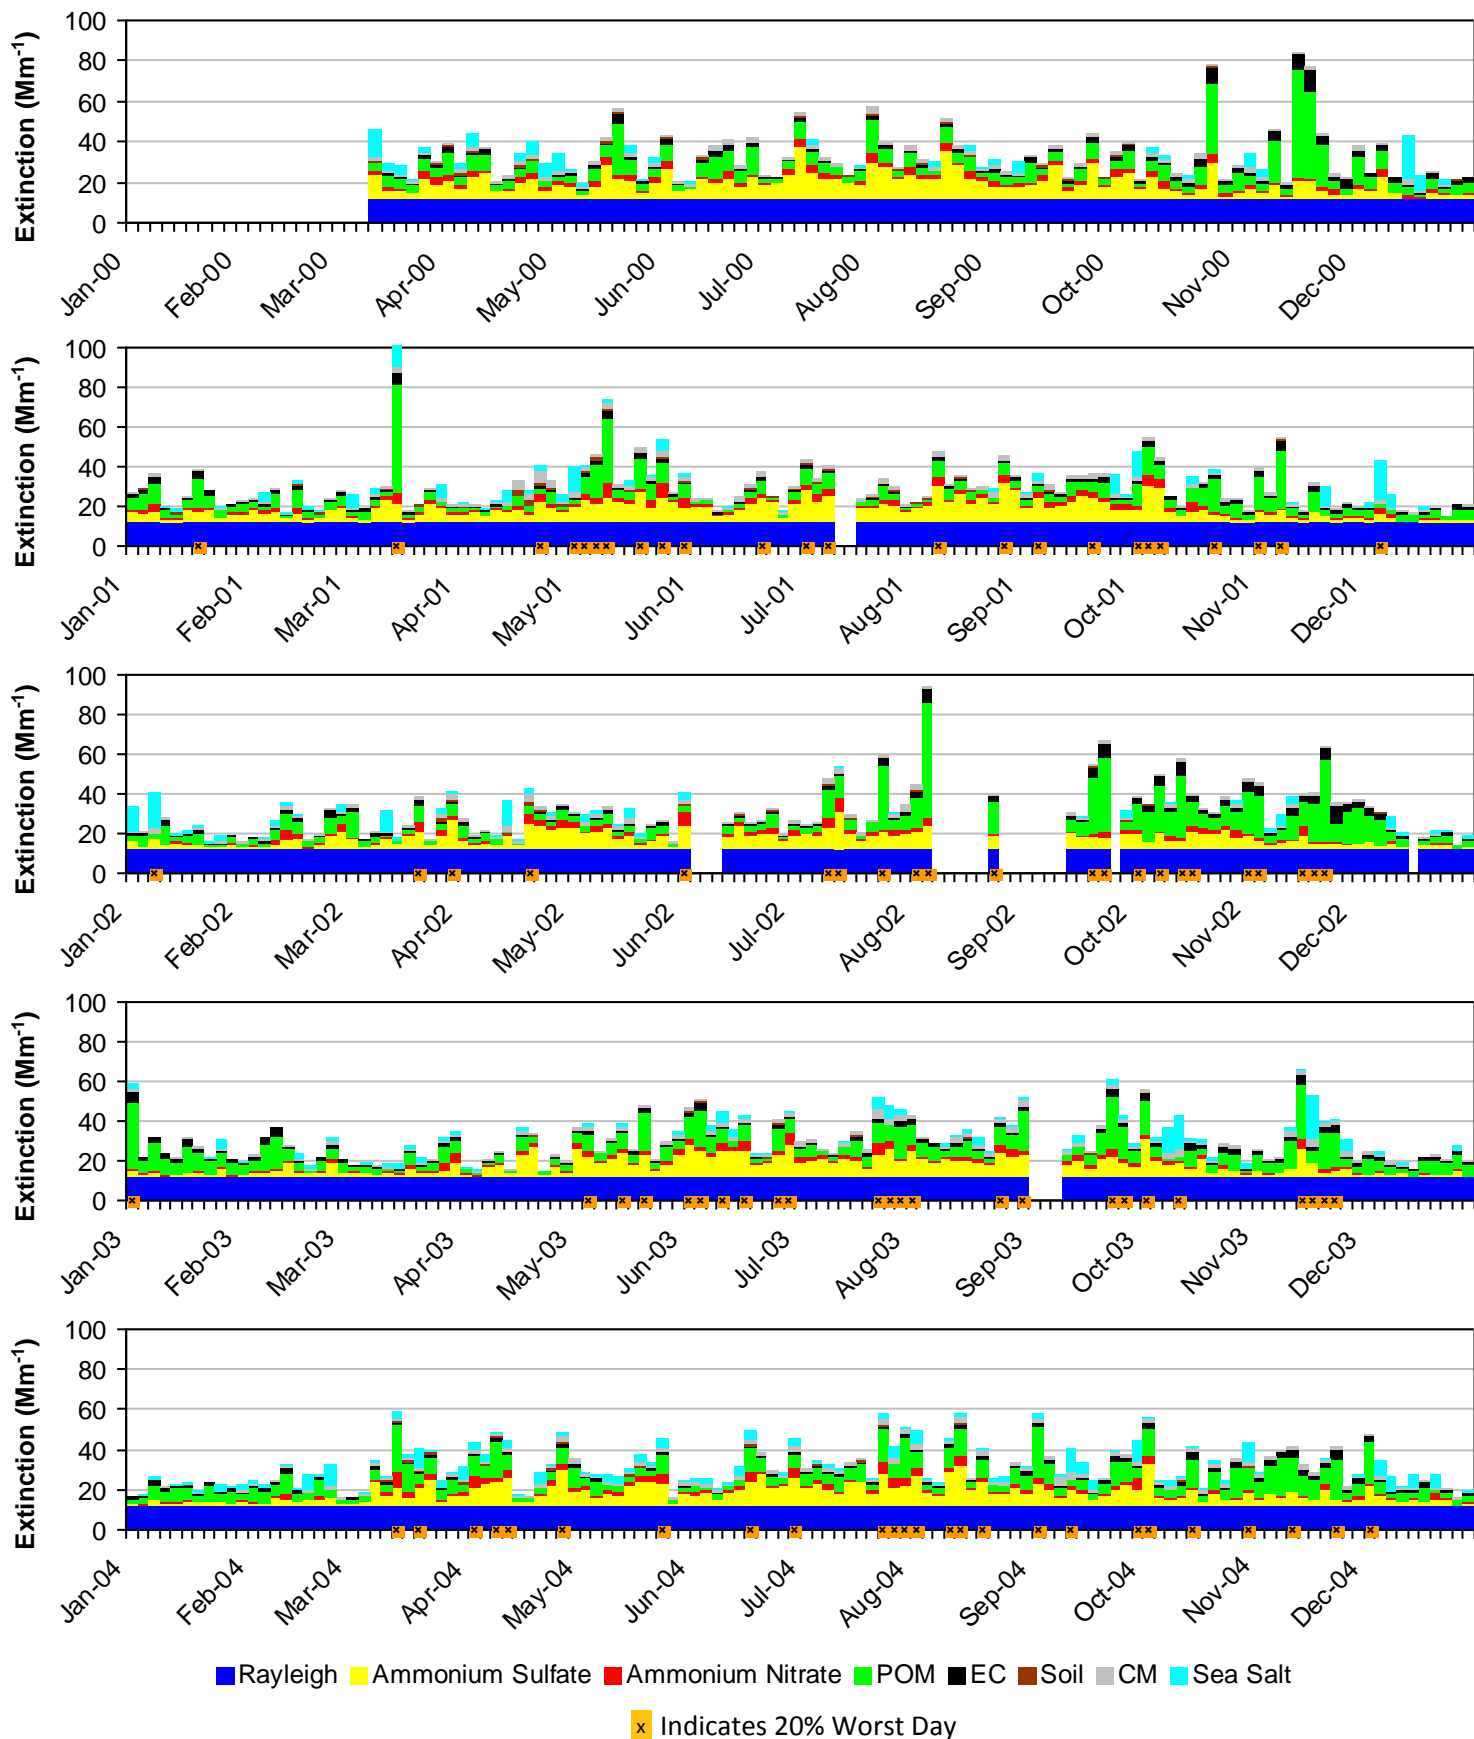 Extinction (Mm-1)
100
80
60
40
20
0
Jan-00 Feb-00 Mar-00 Apr-00 May-00 Jun-00 Jul-00 Aug-00 Sep-00 Oct-00 Nov-00 Dec-00
Extinction (Mm-1)
100
80
60
40
20
0
Jan-01 Feb-01 Mar-01 Apr-01 May-01 Jun-01 Jul-01 Aug-01 Sep-01 Oct-01 Nov-01 Dec-01
Extinction (Mm-1)
100
80
60
40
20
0
Jan-02 Feb-02 Mar-02 Apr-02 May-02 Jun-02 Jul-02 Aug-02 Sep-02 Oct-02 Nov-02 Dec-02
Extinction (Mm-1)
100
80
60
40
20
0
Jan-03 Feb-03 Mar-03 Apr-03 May-03 Jun-03 Jul-03 Aug-03 Sep-03 Oct-03 Nov-03 Dec-03
Extinction (Mm-1)
100
80
60
40
20
0
Jan-04 Feb-04 Mar-04 Apr-04 May-04 Jun-04 Jul-04 Aug-04 Sep-04 Oct-04 Nov-04 Dec-04
Rayleigh Ammonium Sulfate Ammonium Nitrate POM EC Soil CM Sea Salt
x Indicates 20% Worst Day